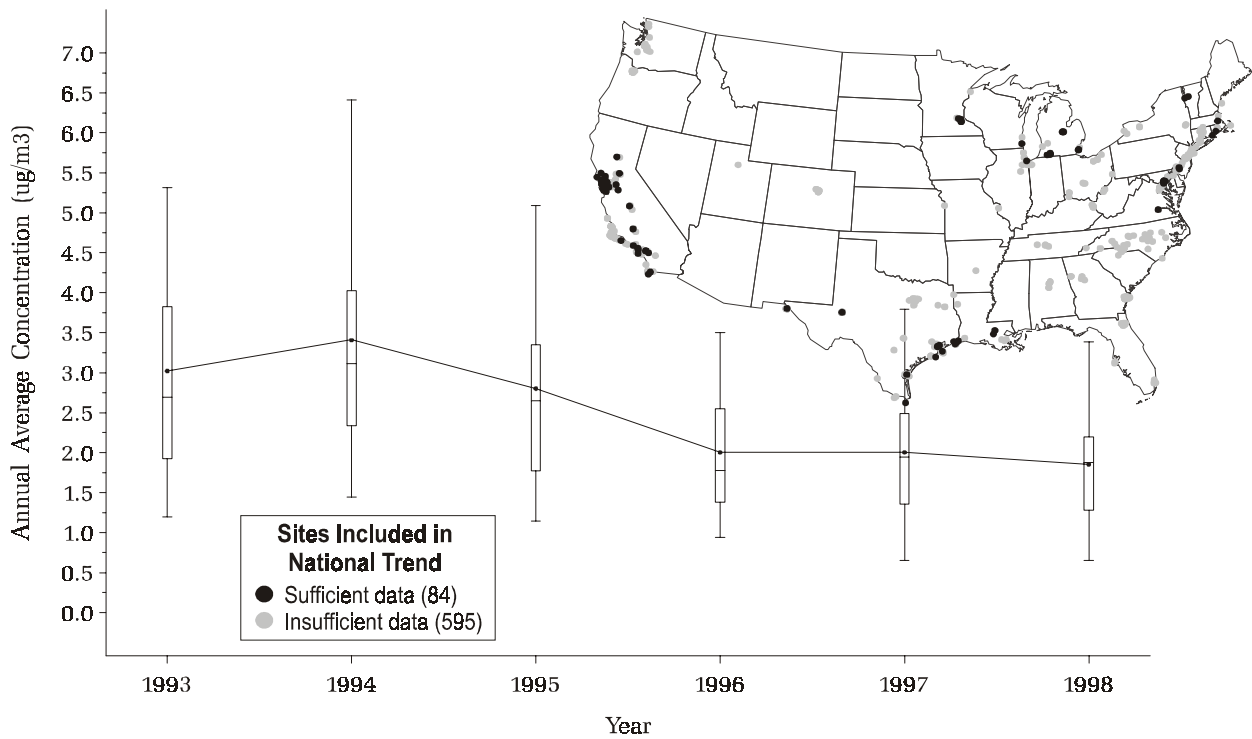 Annual Average Concentration (ug/m3)
7.0
6.5
6.0
5.5
5.0
4.5
4.0
3.5
3.0
2.5
2.0
1.5
1.0
0.5
0.0
Sites Included in
National Trend
Sufficient data (84)
Insufficient data (595)
1993 1994 1995 1996 1997 1998
Year